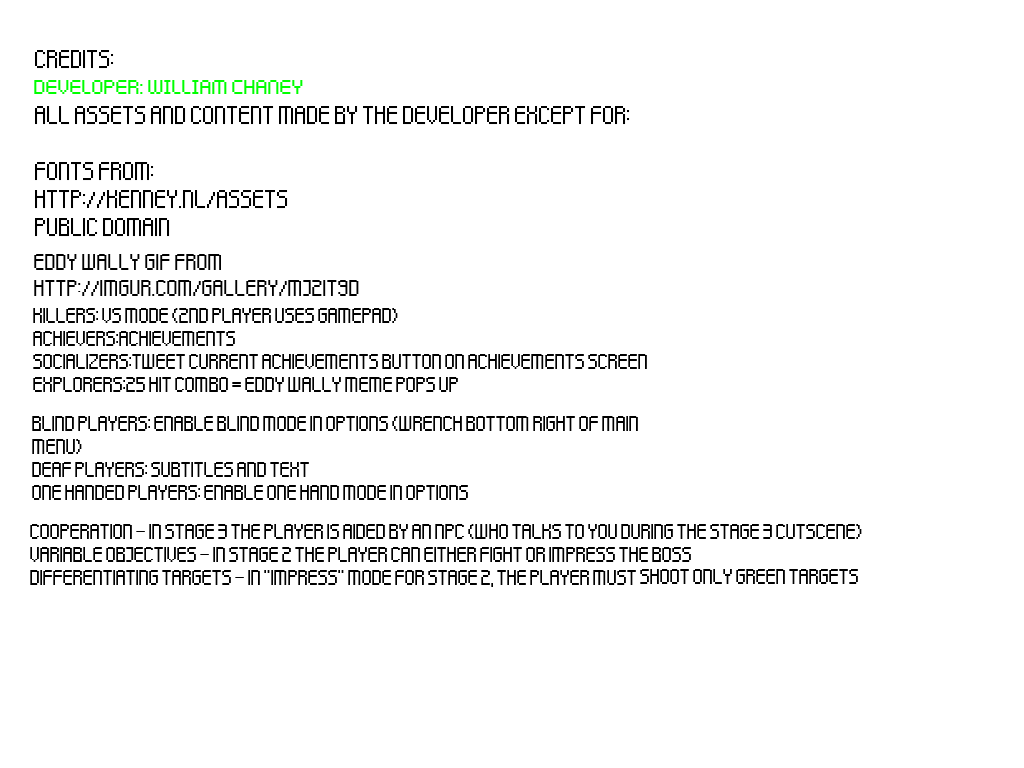 CREDITS:
DEVELOPER: WILLIAM CHANEY
ALL ASSETS AND CONTENT MADE BY THE DEVELOPER EXCEPT FOR:
FONTS FROM:
HTTP://KENNEY.NL/ASSETS
PUBLIC DOMAIN
EDDY WALLY GIF FROM
HTTP://IMGUR.COM/GALLERY/MJ2IT9D
KILLERS: VS MODE (2ND PLAYER USES GAMEPAD)
ACHIEVERS:ACHIEVEMENTS
SOCIALIZERS:TWEET CURRENT ACHIEVEMENTS BUTTON ON ACHIEVEMENTS SCREEN
EXPLORERS:25 HIT COMBO = EDDY WALLY MEME POPS UP
BLIND PLAYERS: ENABLE BLIND MODE IN OPTIONS (WRENCH BOTTOM RIGHT OF MAIN
MENU)
DEAF PLAYERS: SUBTITLES AND TEXT
ONE HANDED PLAYERS: ENABLE ONE HAND MODE IN OPTIONS
COOPERATION - IN STAGE 3 THE PLAYER IS AIDED BY AN NPC (WHO TALKS TO YOU DURING THE STAGE 3 CUTSCENE)
VARIABLE OBJECTIVES - IN STAGE 2 THE PLAYER CAN EITHER FIGHT OR IMPRESS THE BOSS
DIFFERENTIATING TARGETS - IN "IMPRESS" MODE FOR STAGE 2, THE PLAYER MUST SHOOT ONLY GREEN TARGETS